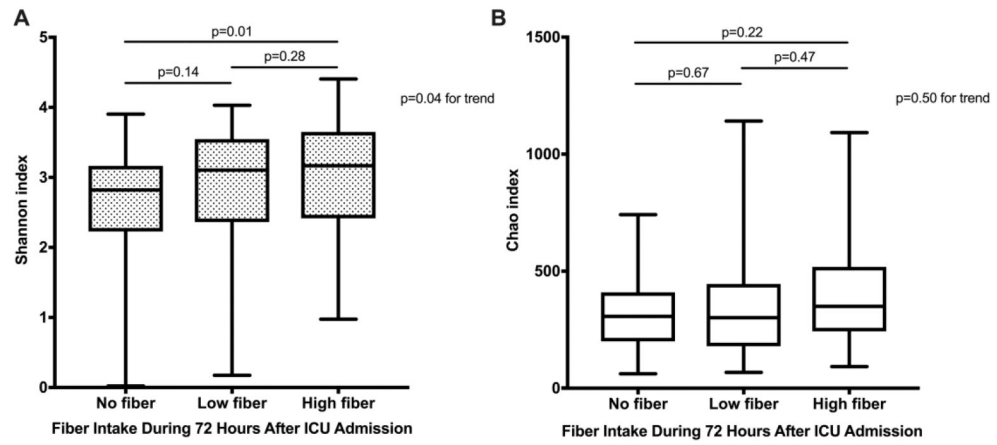 A
p=0.01
p=0.14
p=0.28
p=0.04 for trend
5
4
3
2
1
0
Shannon index
No fiber Low fiber High fiber
Fiber Intake During 72 Hours After ICU Admission
B
p=0.22
p=0.67
p=0.47
p=0.50 for trend
1500
1000
500
0
Chao index
No fiber Low fiber High fiber
Fiber Intake During 72 Hours After ICU Admission